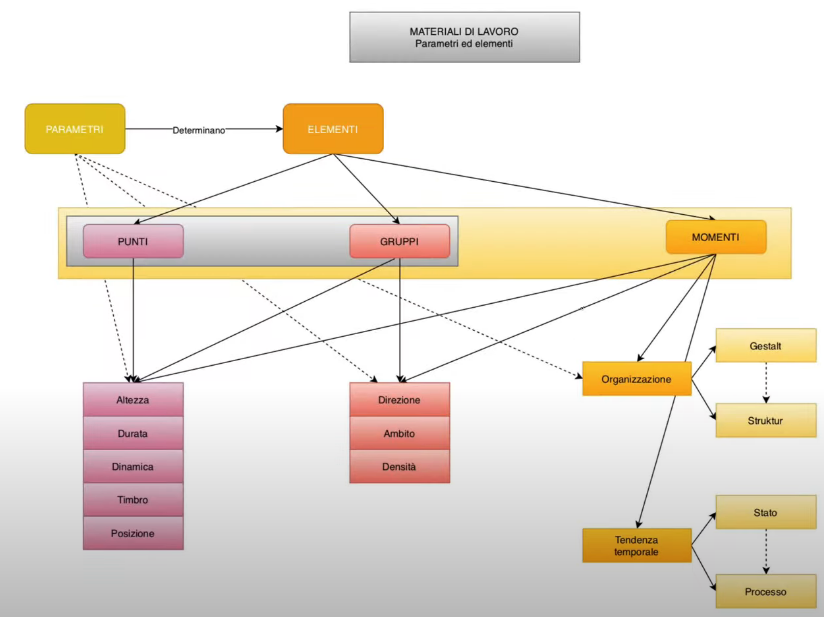 MATERIALI DI LAVORO
Parametri ed elementi
PARAMETRI
Determinano
ELEMENTI
PUNTI
GRUPPI
MOMENTI
Gestalt
Organizzazione
Struktur
Altezza
Durata
Dinamica
Timbro
Posizione
Direzione
Ambito
Densità
Stato
Tendenza
temporale
Processo